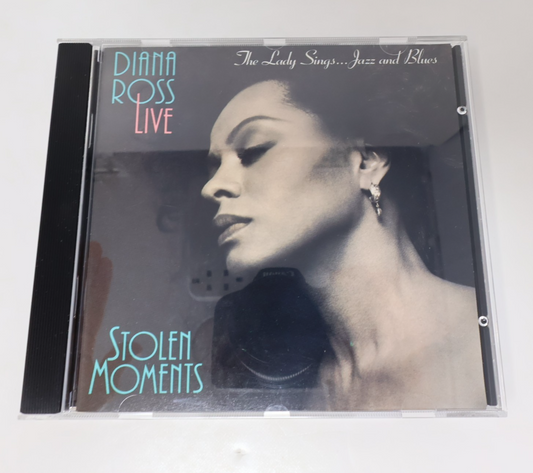 DIANA
ROSS
LIVE
The Lady Sings...Jazz and Blues
STOLEN
MOMENTS